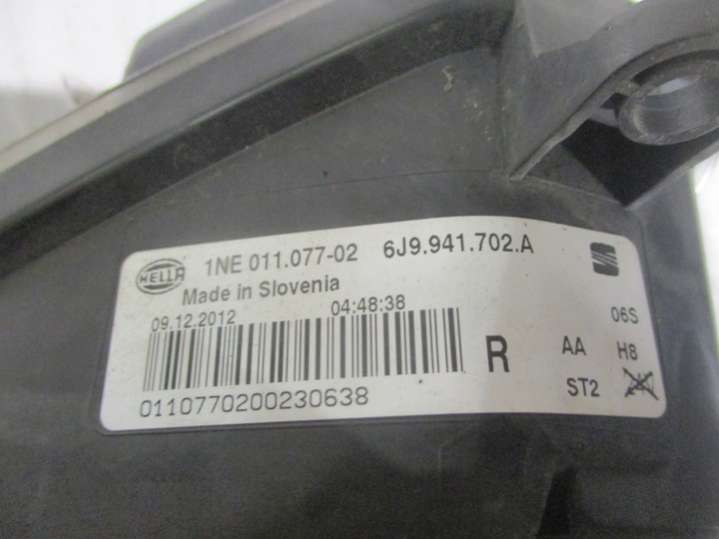 HELLA 1NE 011.077-02 6J9.941.702.A
Made in Slovenia
09.12.2012 04:48:38
06S
R AA H8
ST2
0110770200230638